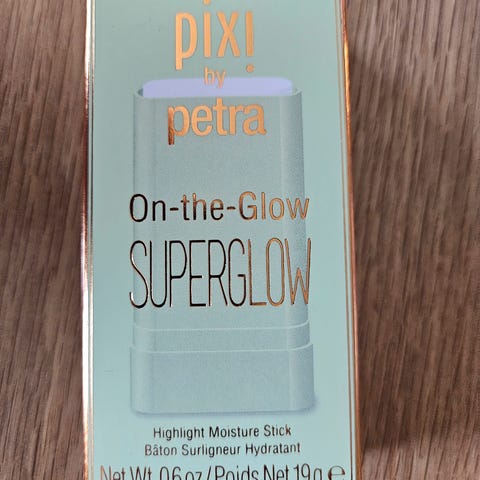 pixi
by
petra
On-the-Glow
SUPERGLOW
Highlight Moisture Stick
Bâton Surligneur Hydratant
Net Wt. 0.6 oz / Poids Net 19 g ℮